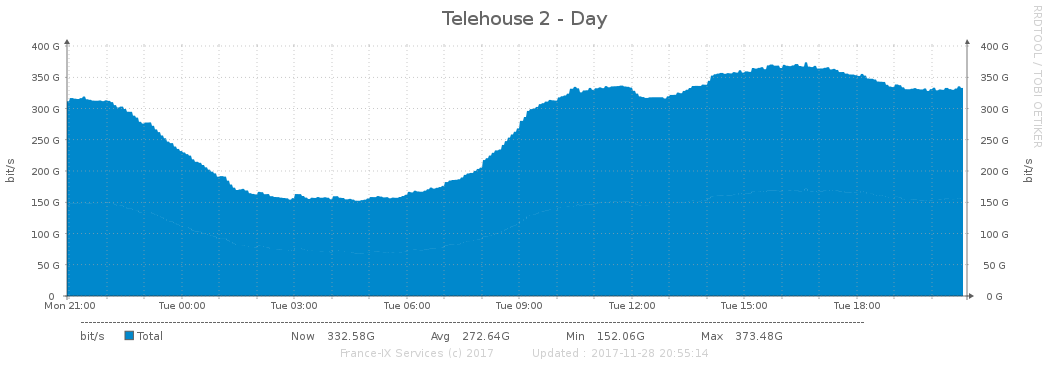 Telehouse 2 - Day
RRDTOOL / TOBI OETIKER
400 G 400 G
350 G 350 G
300 G 300 G
250 G 250 G
200 G 200 G
150 G 150 G
100 G 100 G
50 G 50 G
0 0 G
bit/s bit/s
Mon 21:00 Tue 00:00 Tue 03:00 Tue 06:00 Tue 09:00 Tue 12:00 Tue 15:00 Tue 18:00
bit/s Total Now 332.58G Avg 272.64G Min 152.06G Max 373.48G
France-IX Services (c) 2017 Updated : 2017-11-28 20:55:14